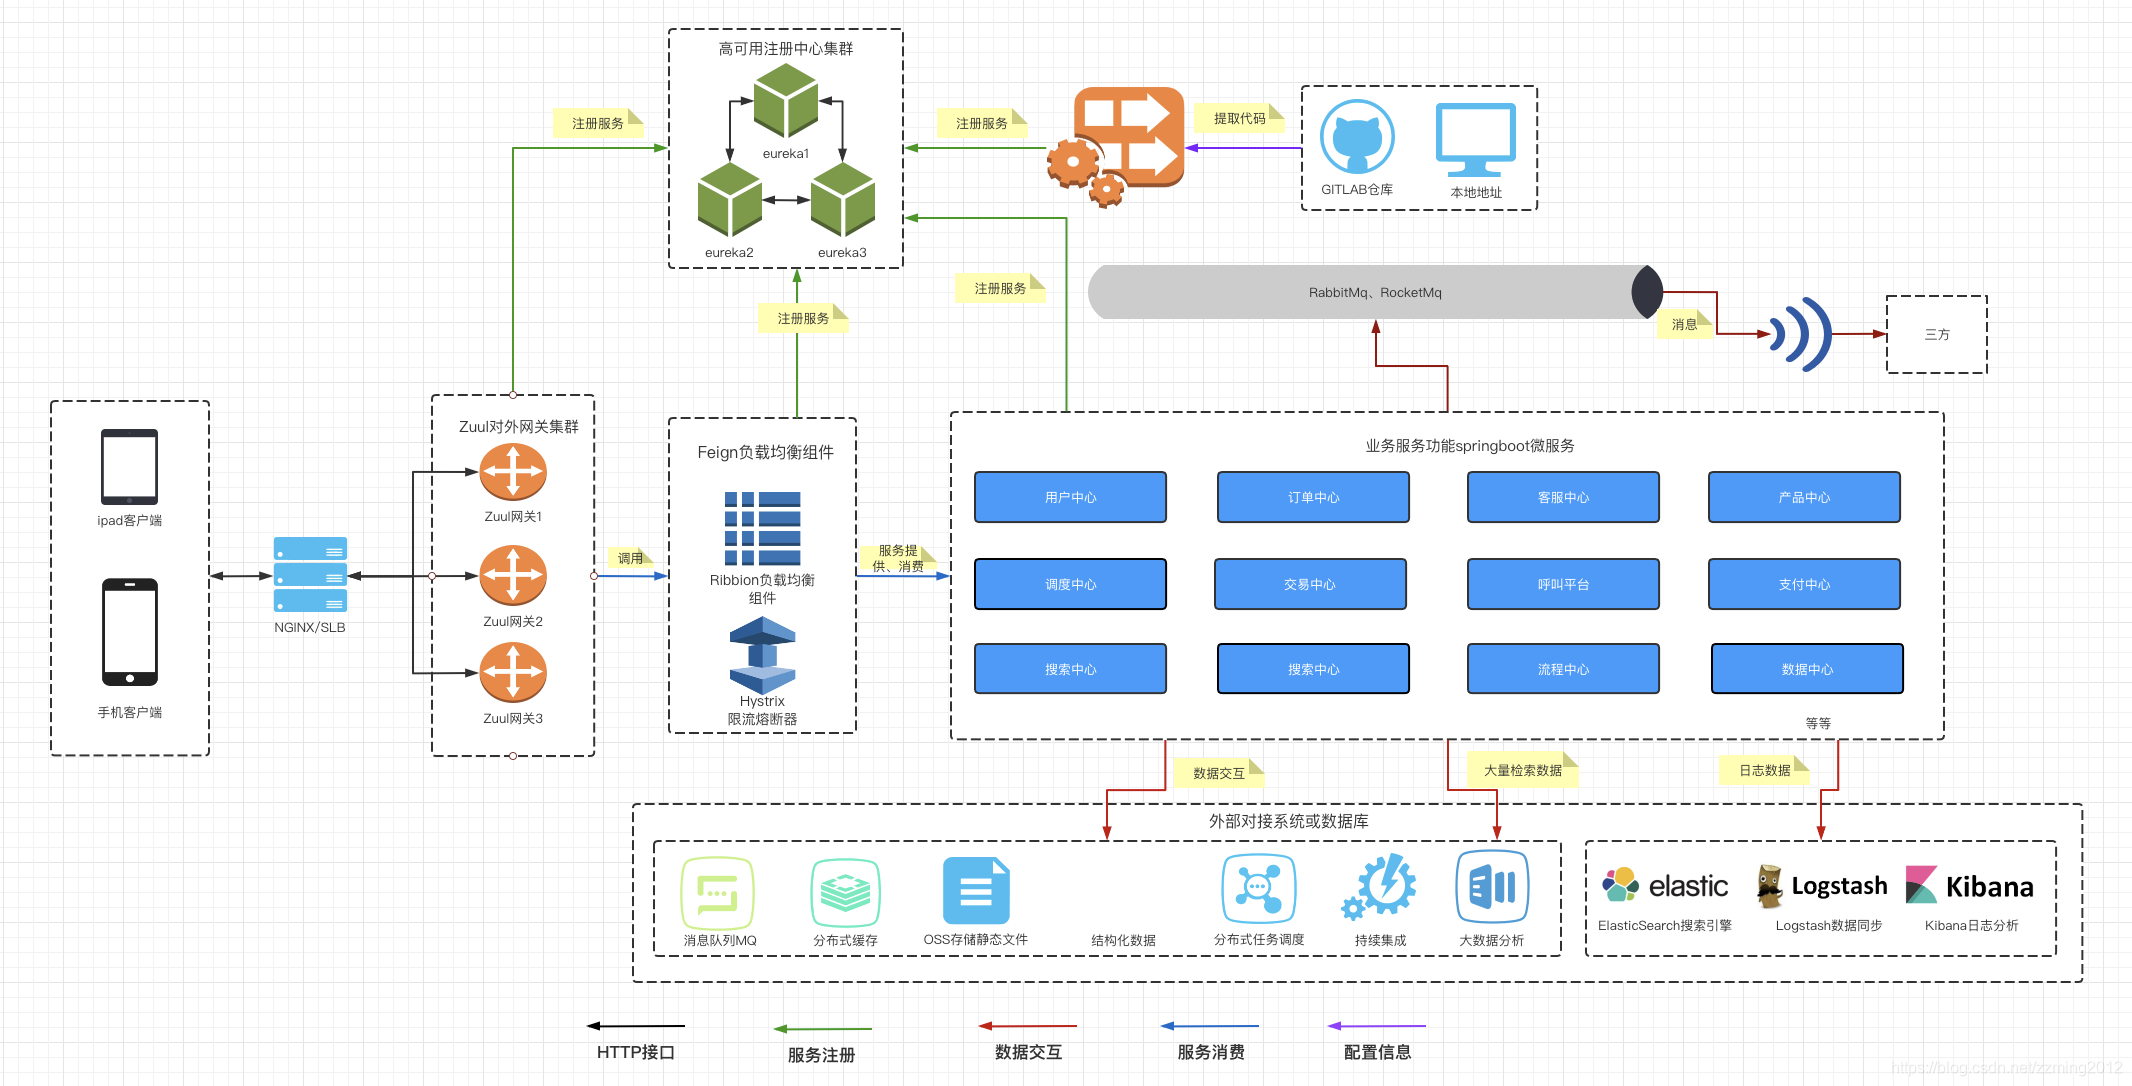 高可用注册中心集群
eureka1
eureka2
eureka3
注册服务
注册服务
提取代码
GITLAB仓库
本地地址
注册服务
注册服务
RabbitMq、RocketMq
消息
三方
ipad客户端
手机客户端
NGINX/SLB
Zuul对外网关集群
Zuul网关1
Zuul网关2
Zuul网关3
调用
Feign负载均衡组件
Ribbion负载均衡
组件
Hystrix
限流熔断器
服务提
供、消费
业务服务功能springboot微服务
用户中心
订单中心
客服中心
产品中心
调度中心
交易中心
呼叫平台
支付中心
搜索中心
搜索中心
流程中心
数据中心
等等
数据交互
大量检索数据
日志数据
外部对接系统或数据库
消息队列MQ
分布式缓存
OSS存储静态文件
结构化数据
分布式任务调度
持续集成
大数据分析
elastic
Logstash
Kibana
ElasticSearch搜索引擎
Logstash数据同步
Kibana日志分析
HTTP接口
服务注册
数据交互
服务消费
配置信息
https://blog.csdn.net/zzming2012